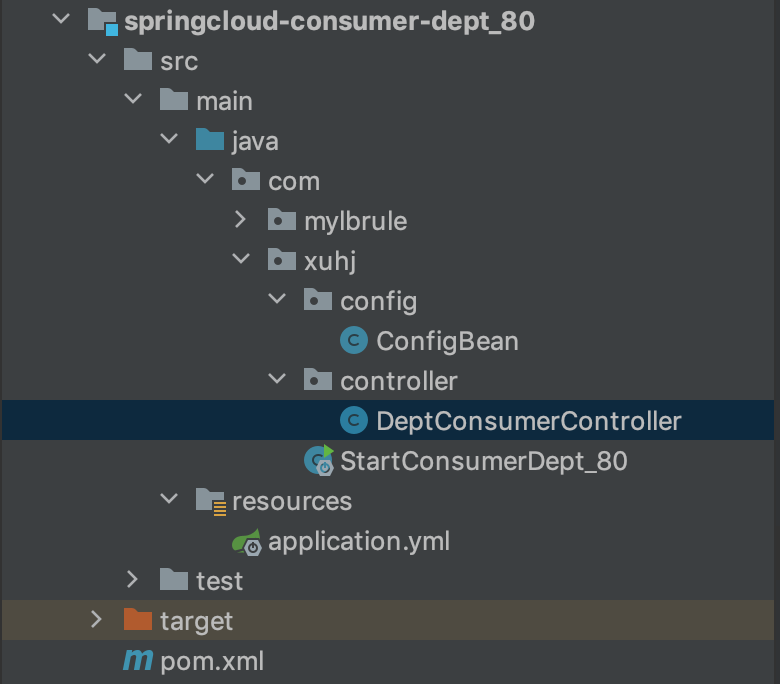 springcloud-consumer-dept_80
src
main
java
com
mylbrule
xuhj
config
C ConfigBean
controller
C DeptConsumerController
StartConsumerDept_80
resources
application.yml
test
target
m pom.xml